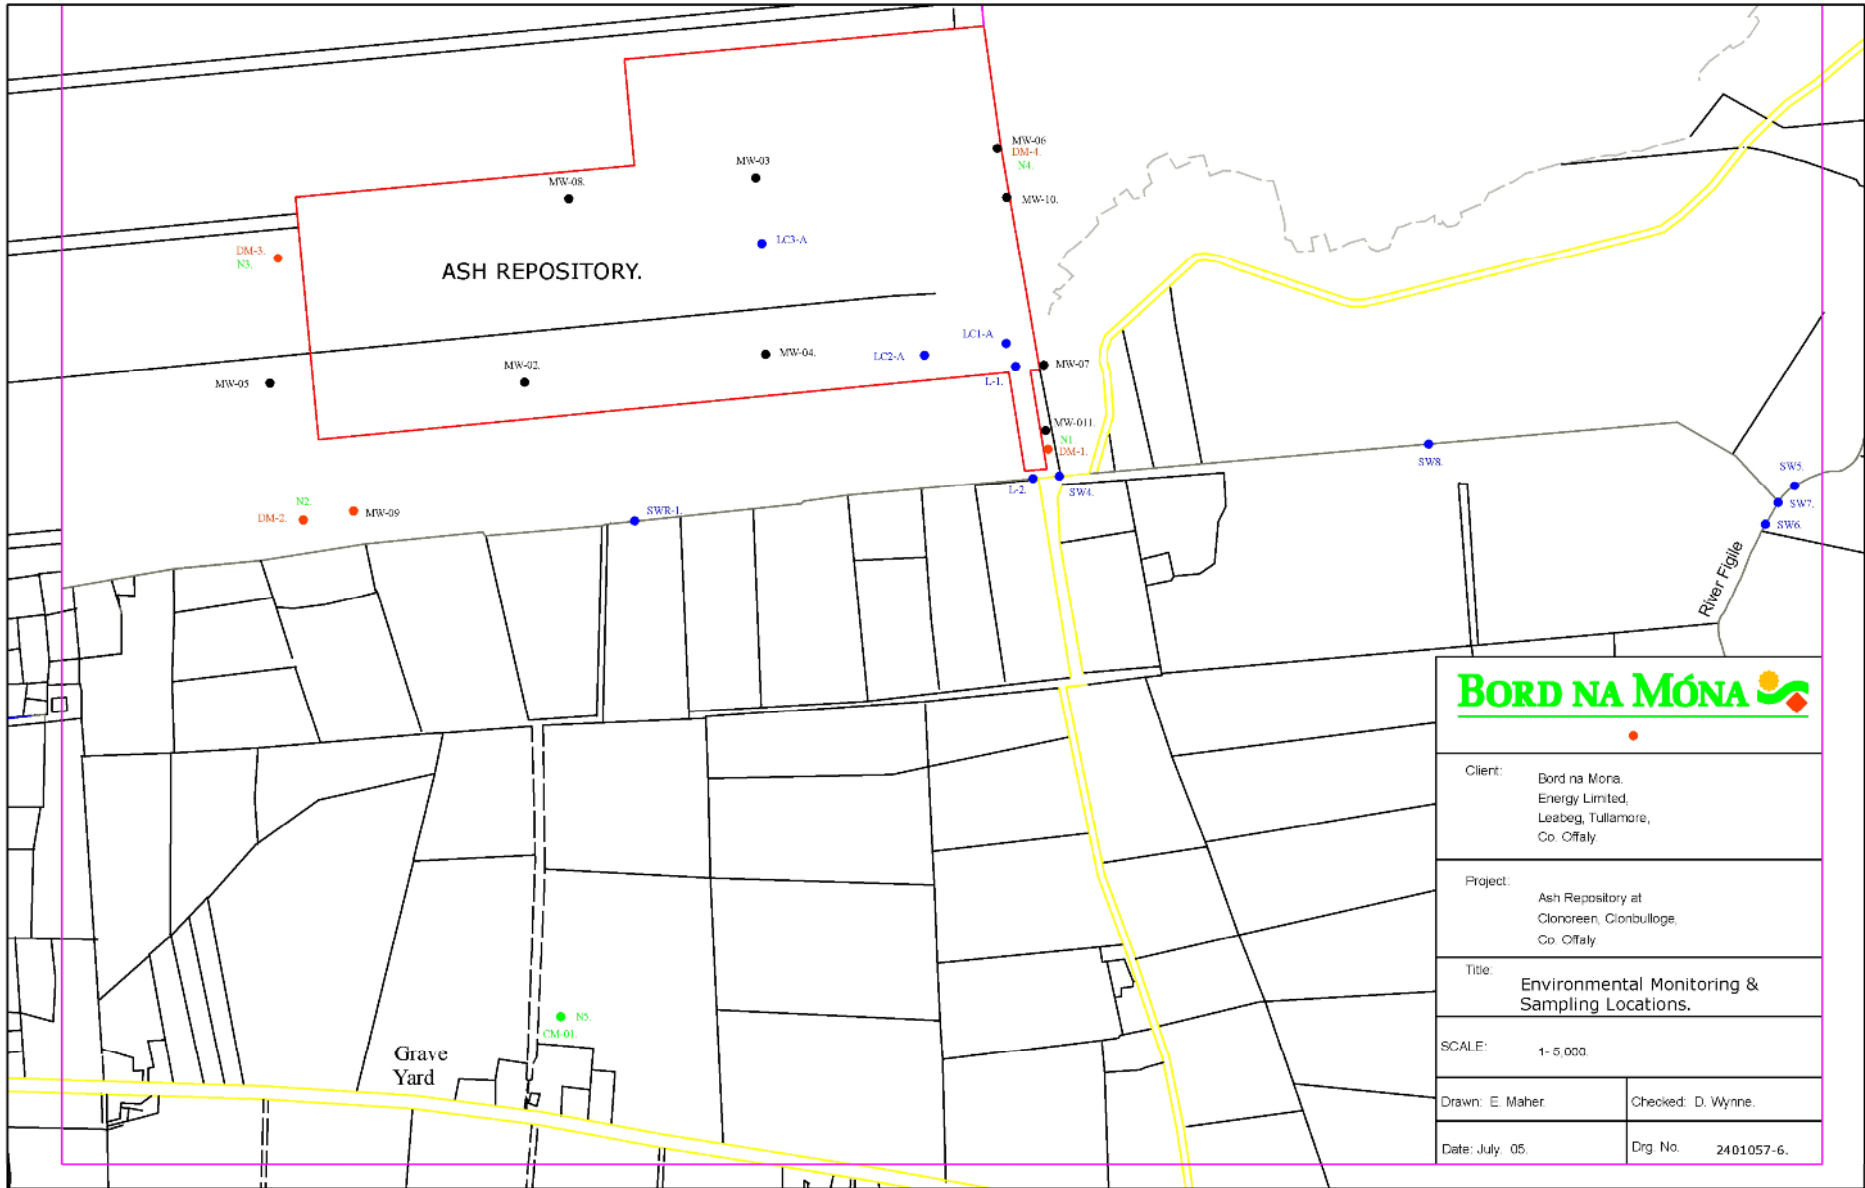 MW-06
DM-4.
N4.
MW-03
MW-08.
MW-10.
LC3-A
DM-3.
N3.
ASH REPOSITORY.
LC1-A
MW-04.
LC2-A
MW-07
MW-05
MW-02.
L-1.
MW-011.
N1
DM-1.
SW8.
SW5.
L-2.
SW4.
SW7.
N2.
DM-2.
MW-09
SWR-1.
SW6.
River Figile
BORD NA MÓNA
Client:
Bord na Mona.
Energy Limited,
Leabeg, Tullamore,
Co. Offaly.
Project:
Ash Repository at
Cloncreen, Clonbulloge,
Co. Offaly.
Title:
Environmental Monitoring &
Sampling Locations.
N5.
CM-01.
Grave
Yard
SCALE: 1- 5,000.
Drawn: E. Maher. Checked: D. Wynne.
Date: July. 05. Drg. No. 2401057-6.